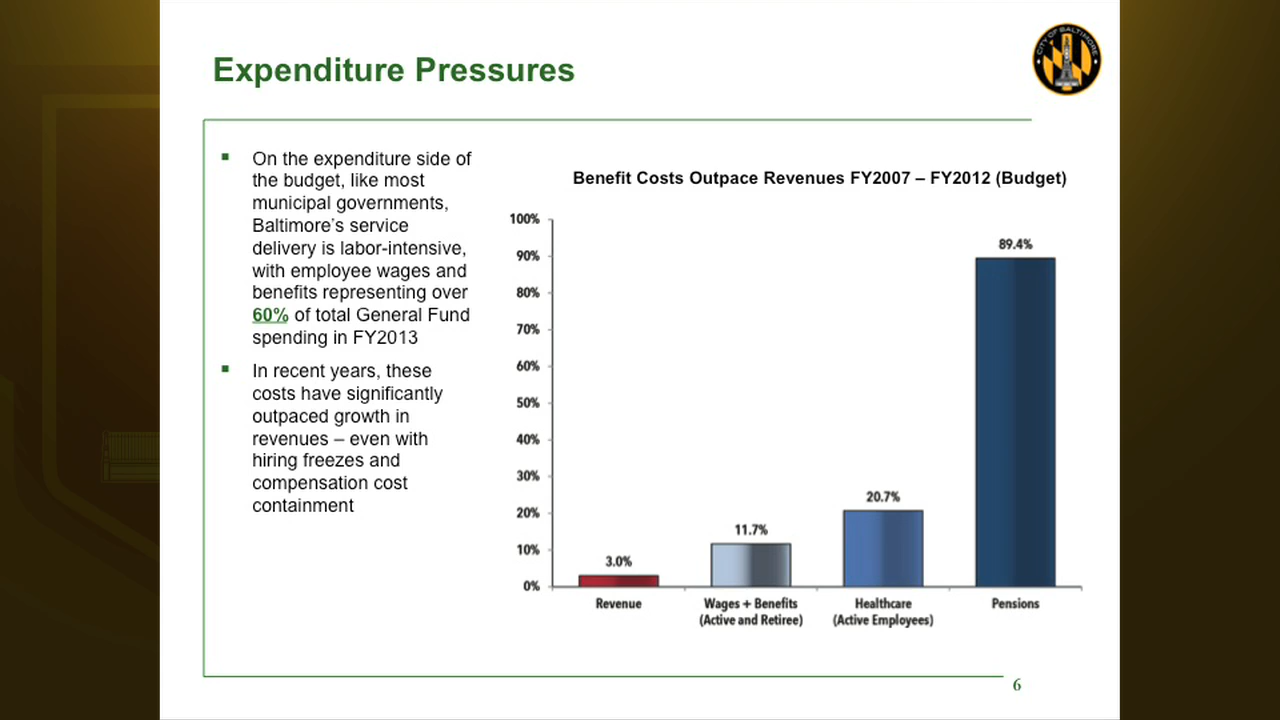 Expenditure Pressures
CITY OF BALTIMORE
▪ On the expenditure side of
the budget, like most
municipal governments,
Baltimore's service
delivery is labor-intensive,
with employee wages and
benefits representing over
60% of total General Fund
spending in FY2013
▪ In recent years, these
costs have significantly
outpaced growth in
revenues – even with
hiring freezes and
compensation cost
containment
Benefit Costs Outpace Revenues FY2007 – FY2012 (Budget)
100%
90%
80%
70%
60%
50%
40%
30%
20%
10%
0%
3.0%
11.7%
20.7%
89.4%
Revenue
Wages + Benefits
(Active and Retiree)
Healthcare
(Active Employees)
Pensions
6